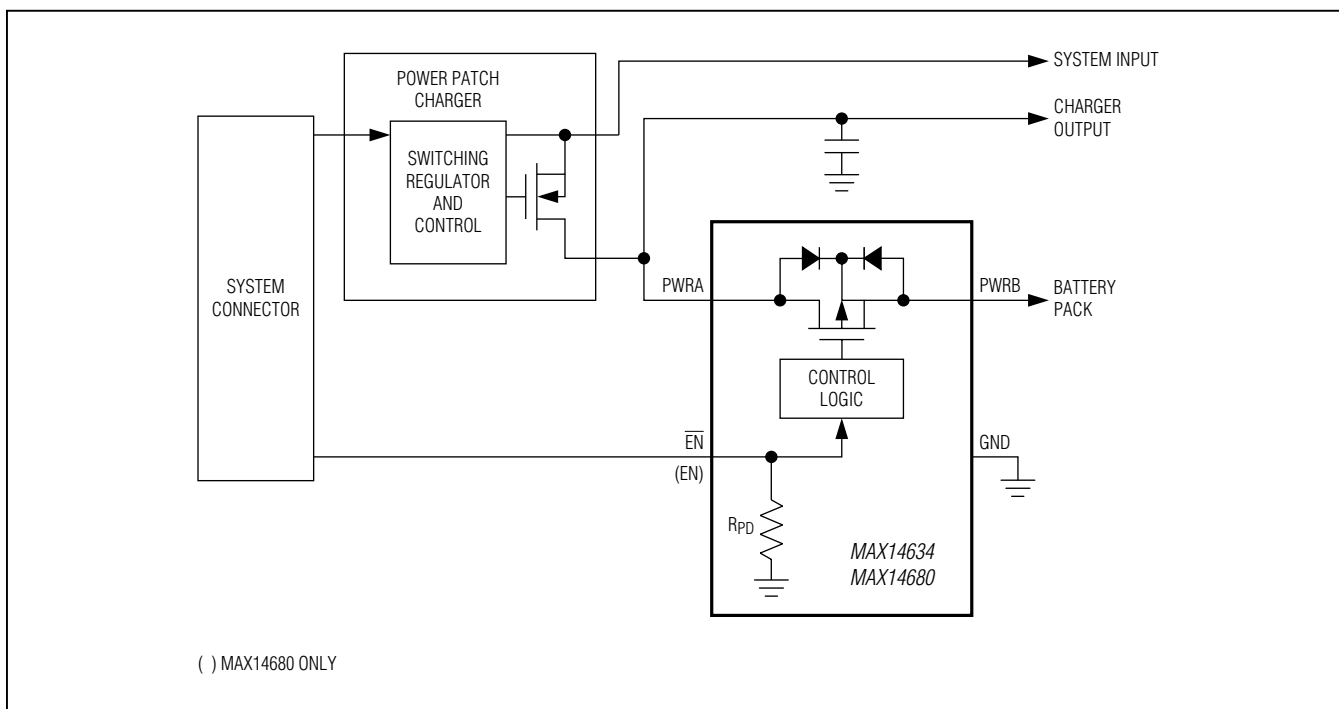 SYSTEM INPUT
POWER PATCH
CHARGER
CHARGER
OUTPUT
SWITCHING
REGULATOR
AND
CONTROL
SYSTEM
CONNECTOR
PWRA
PWRB
BATTERY
PACK
CONTROL
LOGIC
E̅N̅
(EN)
GND
RPD
MAX14634
MAX14680
( ) MAX14680 ONLY